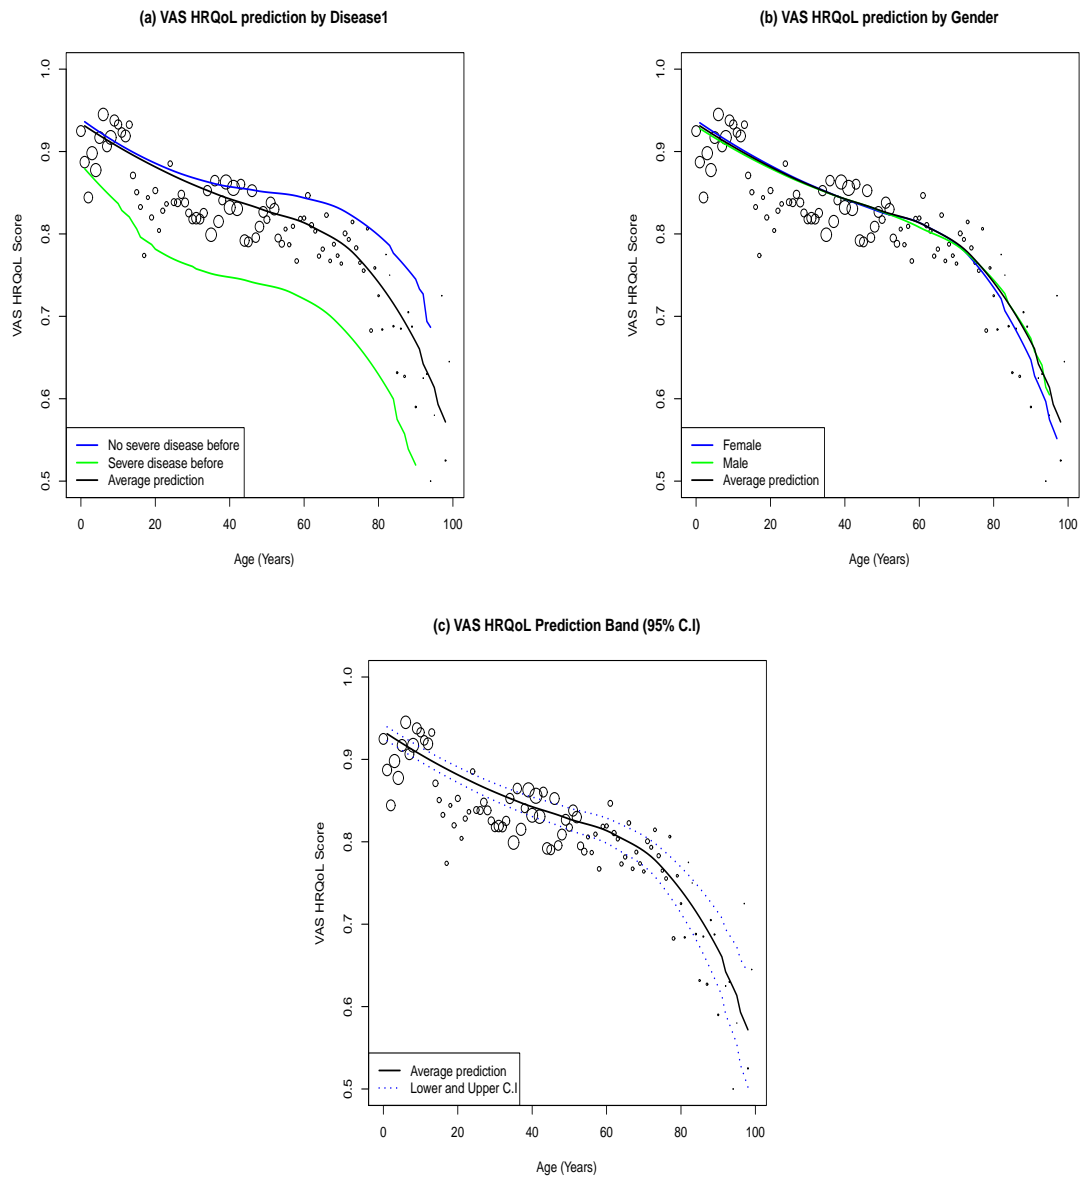 (a) VAS HRQoL prediction by Disease1
VAS HRQoL Score
1.0
0.9
0.8
0.7
0.6
0.5
No severe disease before
Severe disease before
Average prediction
0 20 40 60 80 100
Age (Years)
(b) VAS HRQoL prediction by Gender
VAS HRQoL Score
1.0
0.9
0.8
0.7
0.6
0.5
Female
Male
Average prediction
0 20 40 60 80 100
Age (Years)
(c) VAS HRQoL Prediction Band (95% C.I)
VAS HRQoL Score
1.0
0.9
0.8
0.7
0.6
0.5
Average prediction
Lower and Upper C.I
0 20 40 60 80 100
Age (Years)